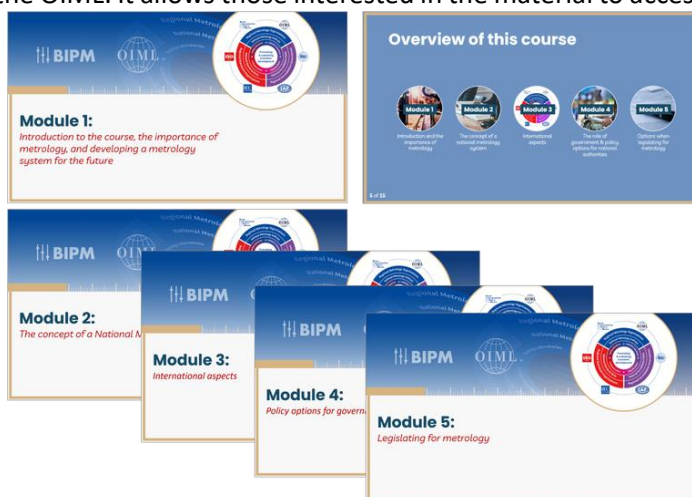 the OIML. It allows those interested in the material to access
BIPM
OIML
Module 1:
Introduction to the course, the importance of
metrology, and developing a metrology
system for the future
Overview of this course
Module 1
Module 2
Module 3
Module 4
Module 5
Introduction and the
importance of
metrology
The concept of a
national metrology
system
International
aspects
The role of
government & policy
options for national
authorities
Options when
legislating for
metrology
5 of 15
BIPM
Module 2:
The concept of a National M
BIPM
Module 3:
International aspects
BIPM
Module 4:
Policy options for govern
BIPM
OIML
Module 5:
Legislating for metrology